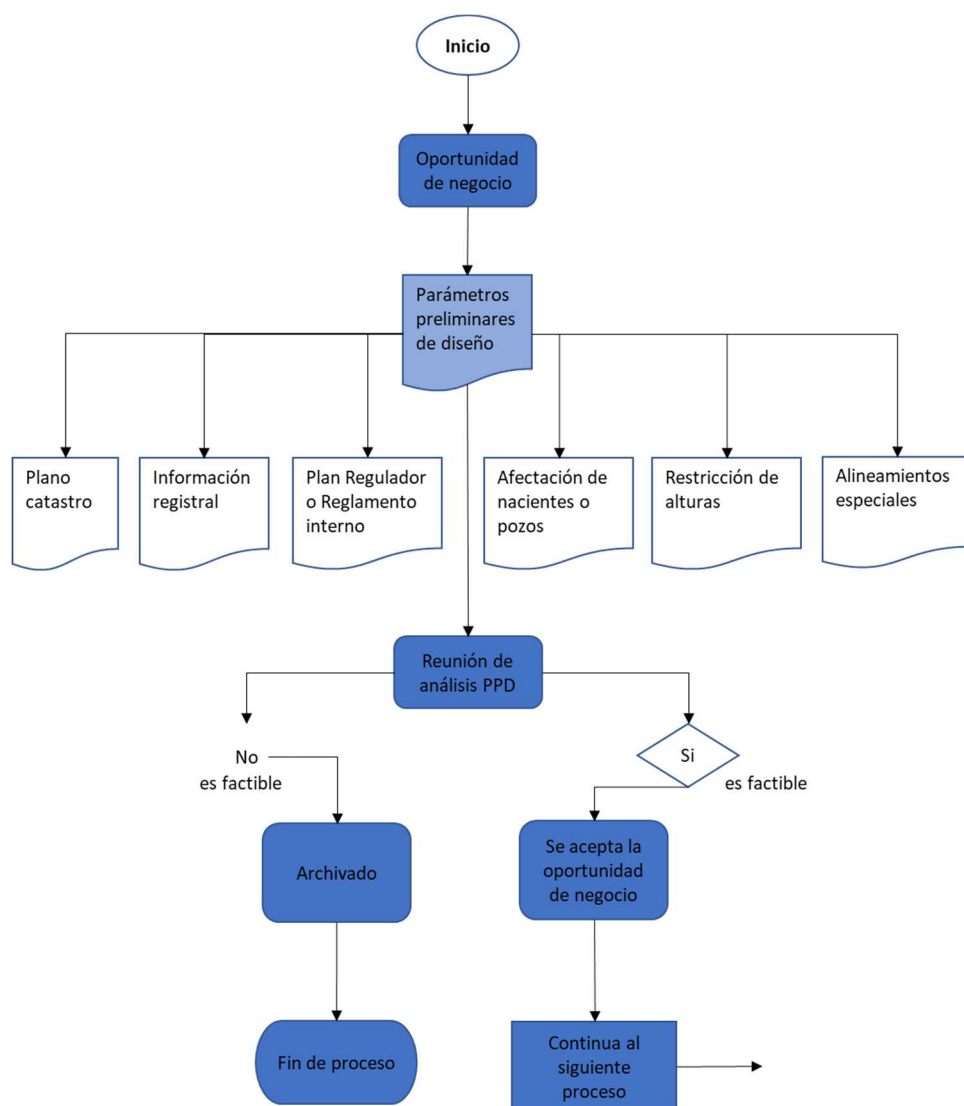 Inicio
Oportunidad
de negocio
Parámetros
preliminares
de diseño
Plano
catastro
Información
registral
Plan Regulador
o Reglamento
interno
Afectación de
nacientes o
pozos
Restricción de
alturas
Alineamientos
especiales
Reunión de
análisis PPD
No
es factible
Si
es factible
Archivado
Se acepta la
oportunidad
de negocio
Fin de proceso
Continua al
siguiente
proceso